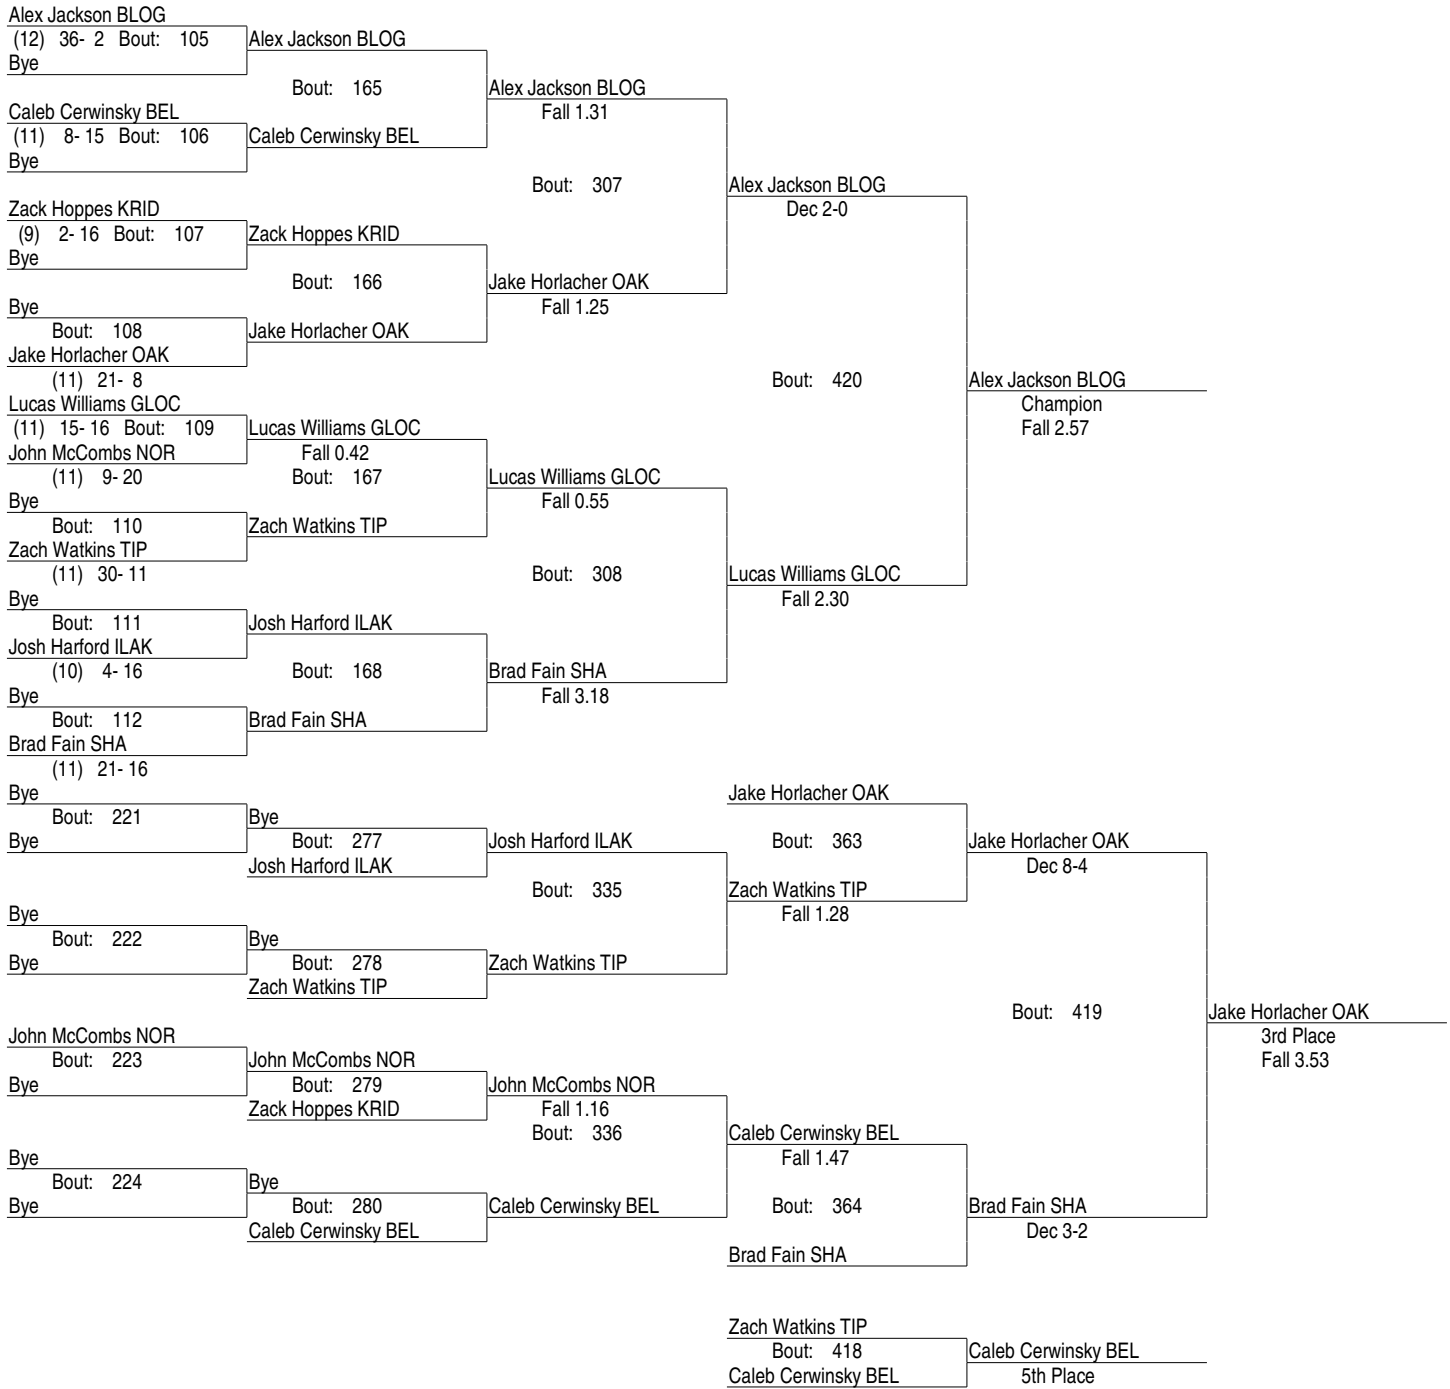 Alex Jackson BLOG
(12) 36- 2 Bout: 105
Bye
Alex Jackson BLOG
Bout: 165
Caleb Cerwinsky BEL
(11) 8- 15 Bout: 106
Bye
Caleb Cerwinsky BEL
Alex Jackson BLOG
Fall 1.31
Bout: 307
Zack Hoppes KRID
(9) 2- 16 Bout: 107
Bye
Zack Hoppes KRID
Bout: 166
Bye
Bout: 108
Jake Horlacher OAK
(11) 21- 8
Jake Horlacher OAK
Jake Horlacher OAK
Fall 1.25
Alex Jackson BLOG
Dec 2-0
Bout: 420
Alex Jackson BLOG
Champion
Fall 2.57
Lucas Williams GLOC
(11) 15- 16 Bout: 109
John McCombs NOR
(11) 9- 20
Lucas Williams GLOC
Fall 0.42
Bout: 167
Bye
Bout: 110
Zach Watkins TIP
(11) 30- 11
Zach Watkins TIP
Lucas Williams GLOC
Fall 0.55
Bout: 308
Bye
Bout: 111
Josh Harford ILAK
(10) 4- 16
Josh Harford ILAK
Bout: 168
Bye
Bout: 112
Brad Fain SHA
(11) 21- 16
Brad Fain SHA
Brad Fain SHA
Fall 3.18
Lucas Williams GLOC
Fall 2.30
Bye
Bout: 221
Bye
Bye
Bout: 277
Josh Harford ILAK
Josh Harford ILAK
Bout: 335
Bye
Bout: 222
Bye
Bye
Bout: 278
Zach Watkins TIP
Zach Watkins TIP
Jake Horlacher OAK
Bout: 363
Zach Watkins TIP
Fall 1.28
Jake Horlacher OAK
Dec 8-4
Bout: 419
Jake Horlacher OAK
3rd Place
Fall 3.53
John McCombs NOR
Bout: 223
Bye
John McCombs NOR
Bout: 279
Zack Hoppes KRID
John McCombs NOR
Fall 1.16
Bout: 336
Bye
Bout: 224
Bye
Bye
Bout: 280
Caleb Cerwinsky BEL
Caleb Cerwinsky BEL
Caleb Cerwinsky BEL
Fall 1.47
Bout: 364
Brad Fain SHA
Brad Fain SHA
Dec 3-2
Zach Watkins TIP
Bout: 418
Caleb Cerwinsky BEL
Caleb Cerwinsky BEL
5th Place